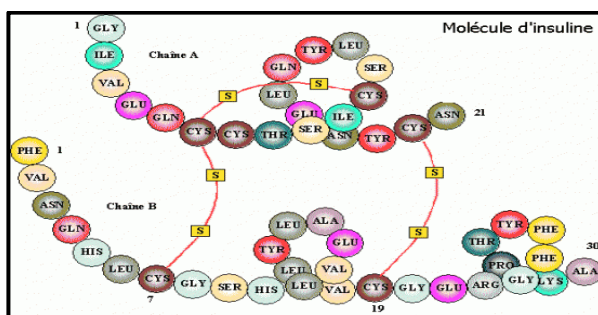 Molécule d'insuline
1
Chaîne A
GLY
ILE
VAL
GLU
GLN
CYS
CYS
THR
SER
ILE
CYS
SER
LEU
TYR
GLN
LEU
GLU
ASN
TYR
CYS
ASN
21
S
S
S
S
S
S
1
Chaîne B
PHE
VAL
ASN
GLN
HIS
LEU
CYS
7
GLY
SER
HIS
LEU
VAL
GLU
ALA
LEU
TYR
LEU
VAL
CYS
19
GLY
GLU
ARG
GLY
PHE
PHE
TYR
THR
PRO
LYS
ALA
30